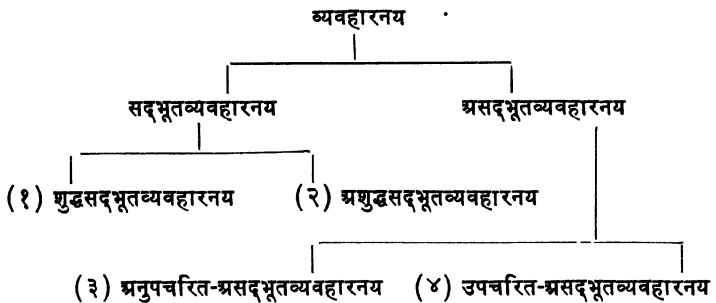 व्यवहारनय
सद्भूतव्यवहारनय असद्भूतव्यवहारनय
(१) शुद्धसद्भूतव्यवहारनय (२) अशुद्धसद्भूतव्यवहारनय
(३) अनुपचरित-असद्भूतव्यवहारनय (४) उपचरित-असद्भूतव्यवहारनय